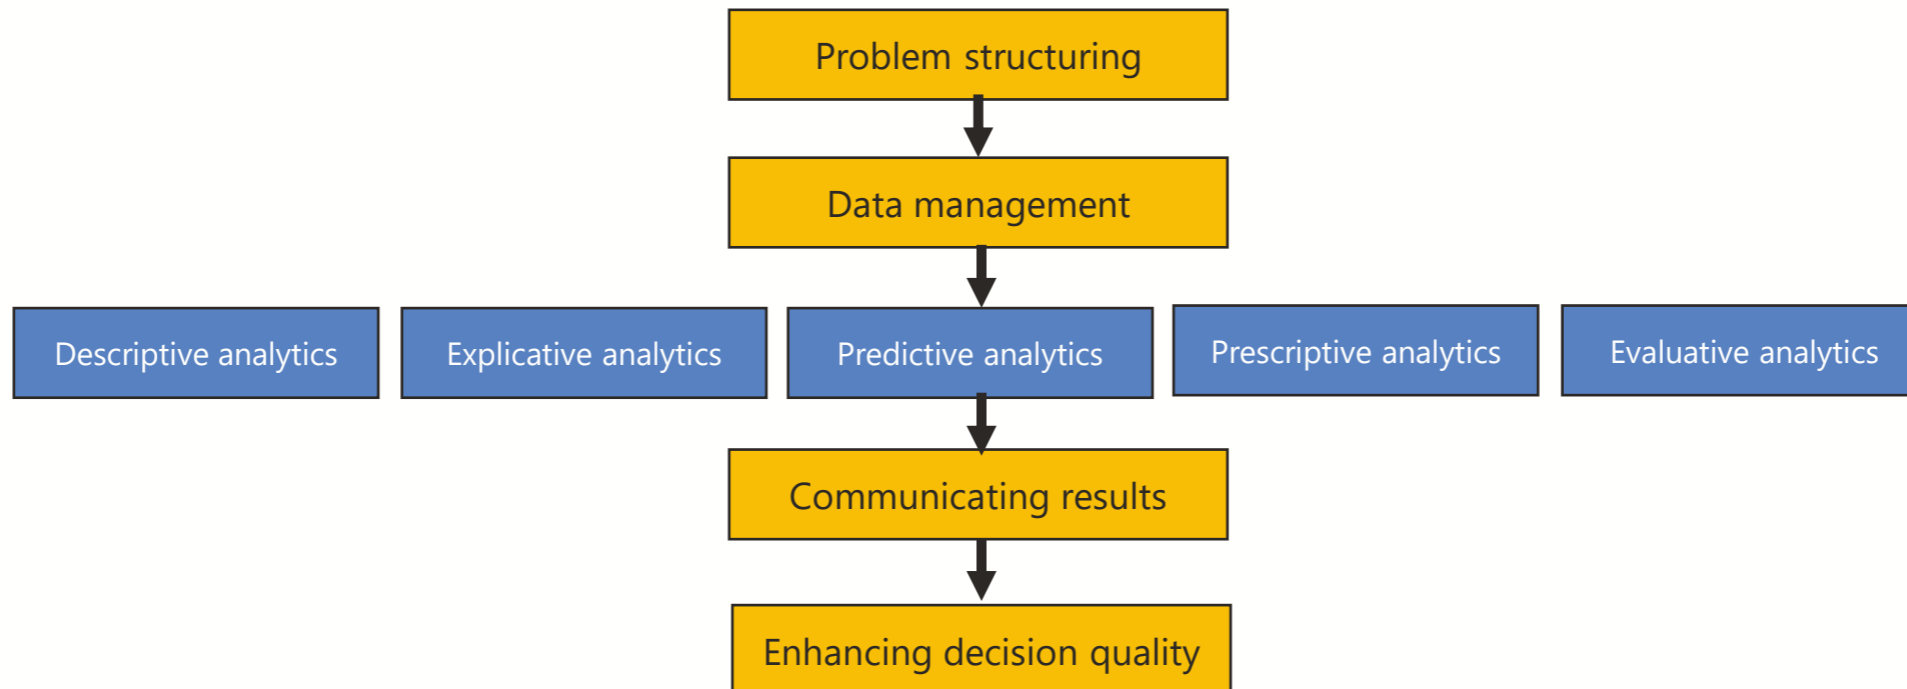 Problem structuring
Data management
Descriptive analytics
Explicative analytics
Predictive analytics
Prescriptive analytics
Evaluative analytics
Communicating results
Enhancing decision quality